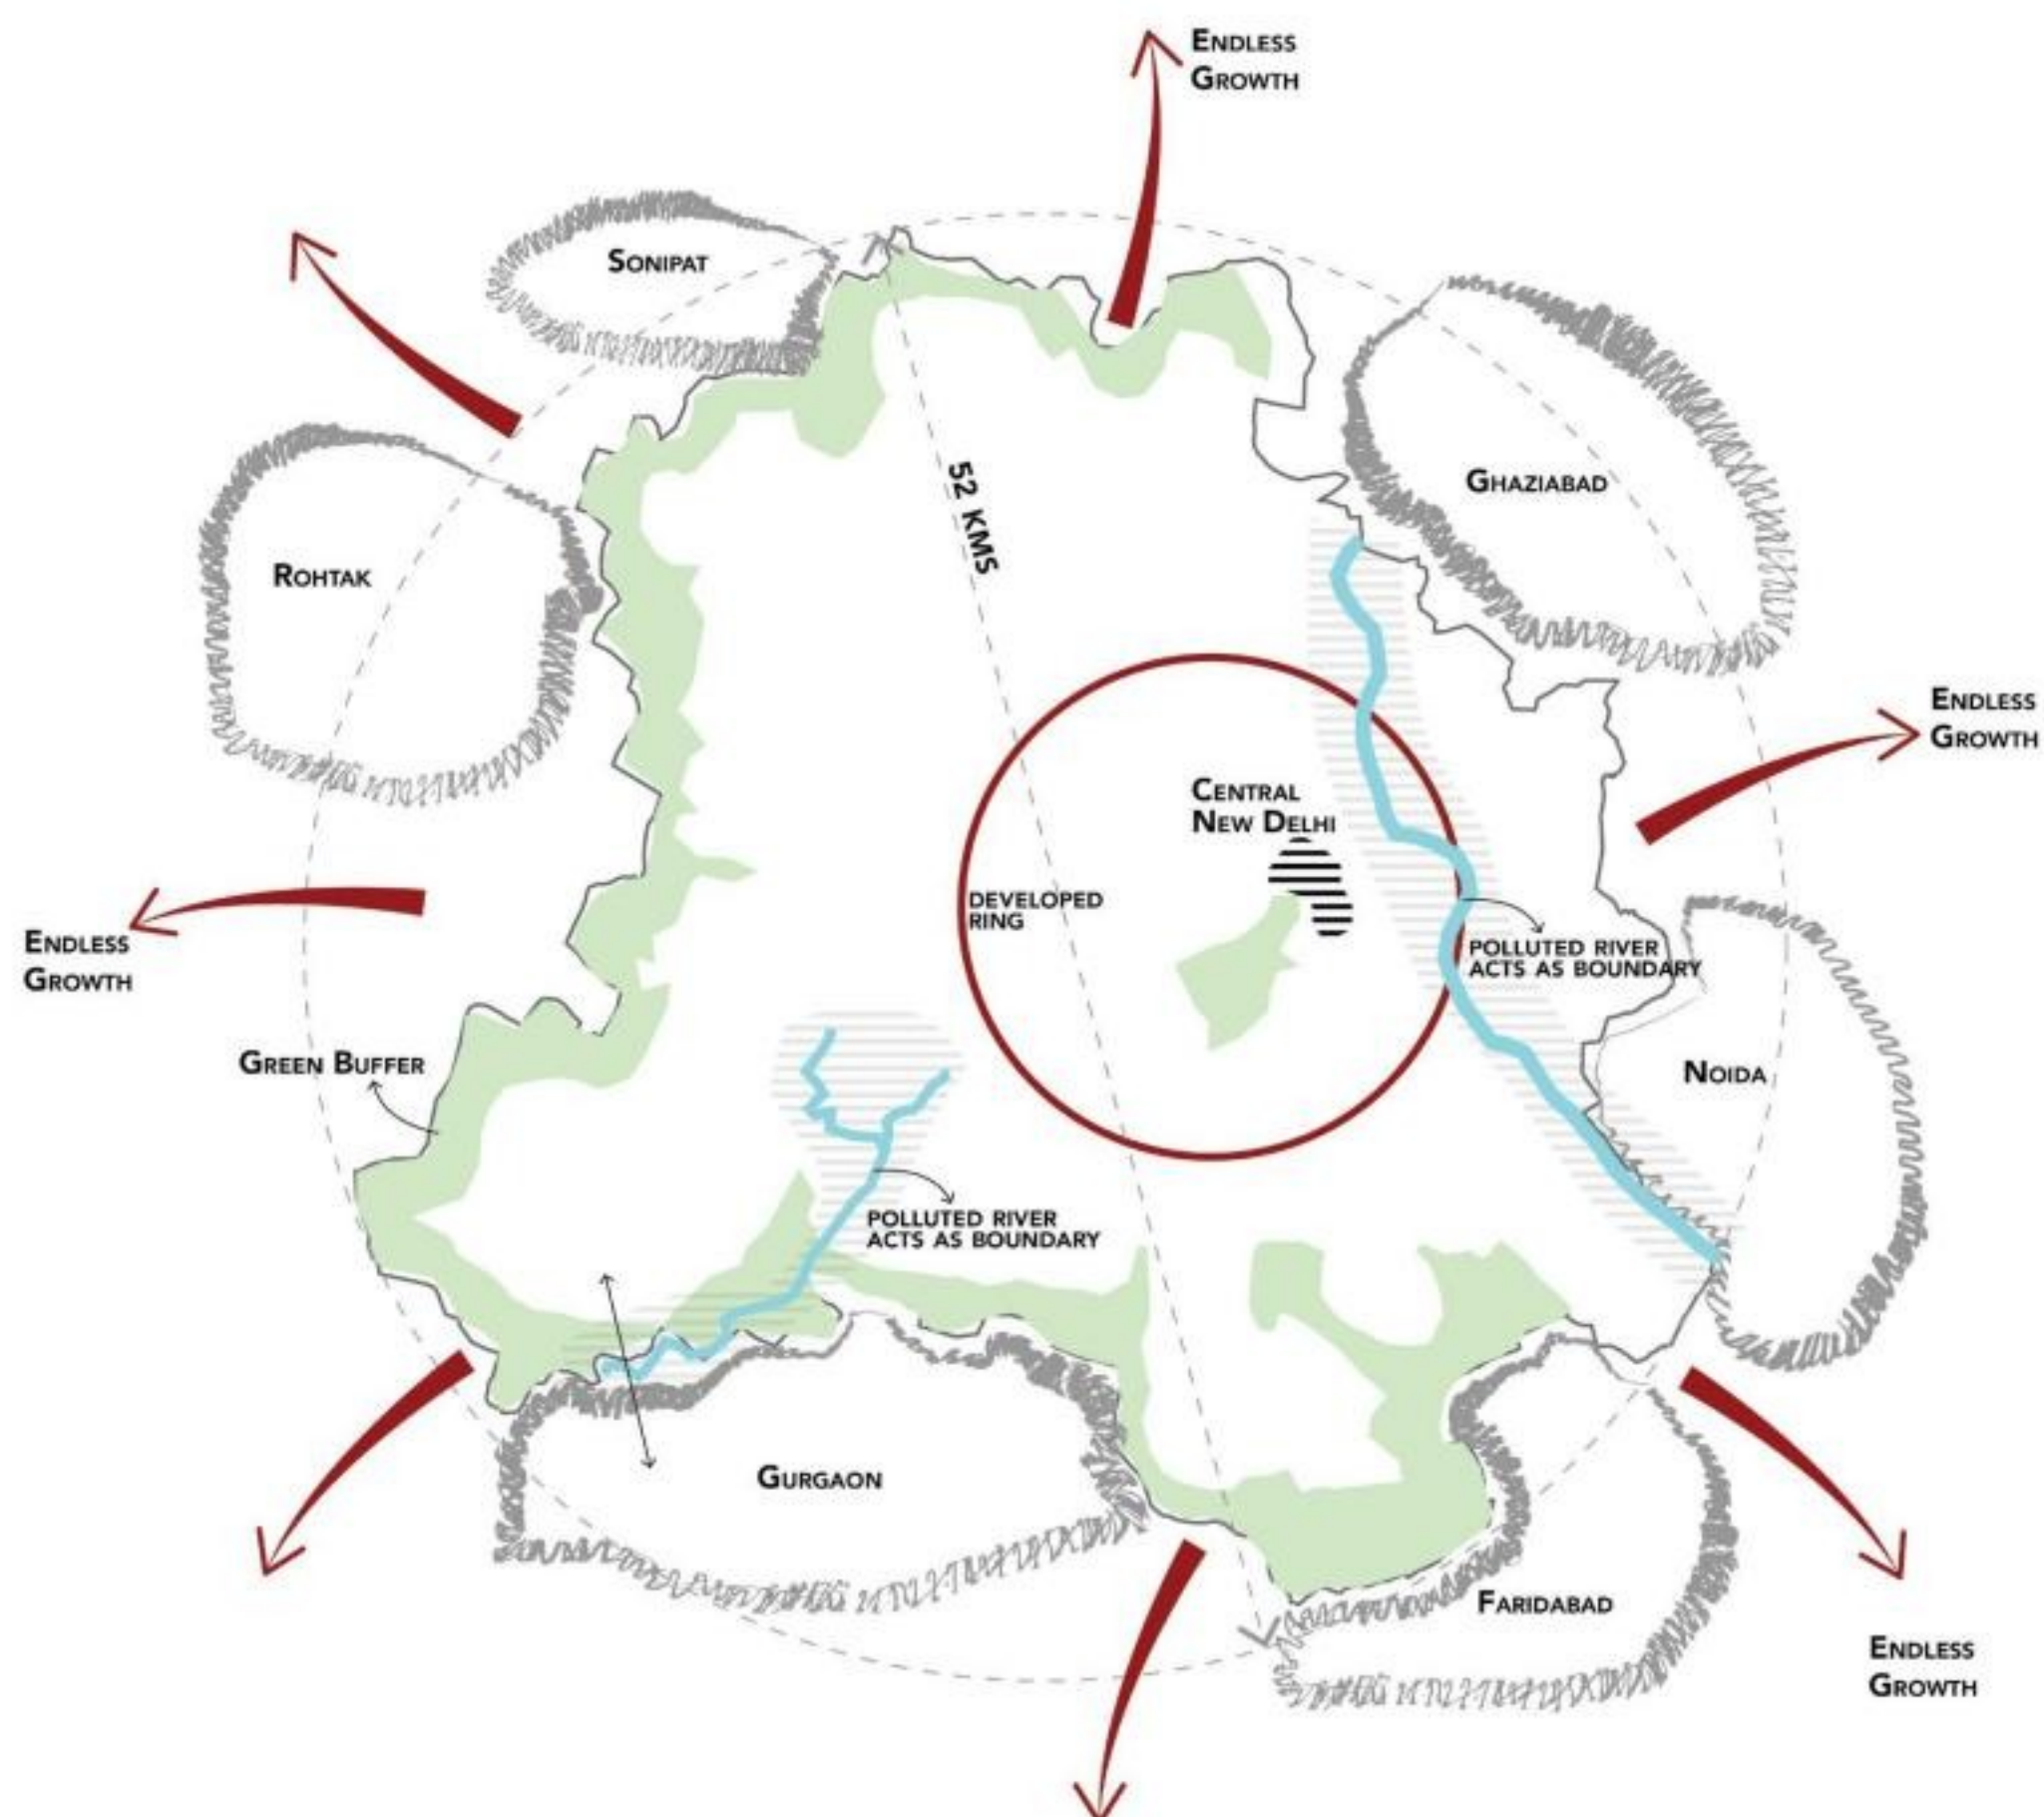 ENDLESS
GROWTH
SONIPAT
GHAZIABAD
52 KMS
ROHTAK
ENDLESS
GROWTH
CENTRAL
NEW DELHI
DEVELOPED
RING
ENDLESS
GROWTH
POLLUTED RIVER
ACTS AS BOUNDARY
GREEN BUFFER
NOIDA
POLLUTED RIVER
ACTS AS BOUNDARY
GURGAON
FARIDABAD
ENDLESS
GROWTH